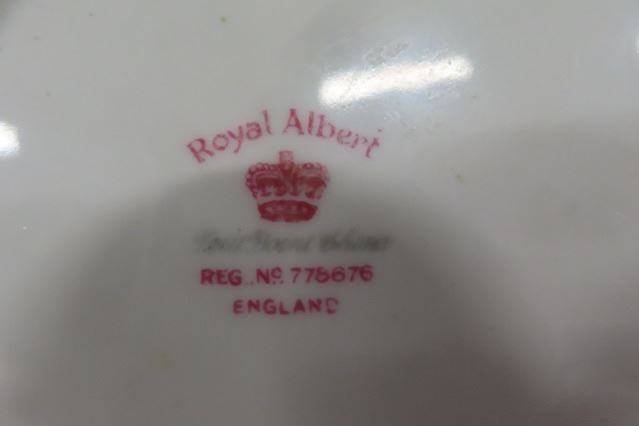 Royal Albert
REG. Nº. 778676
ENGLAND